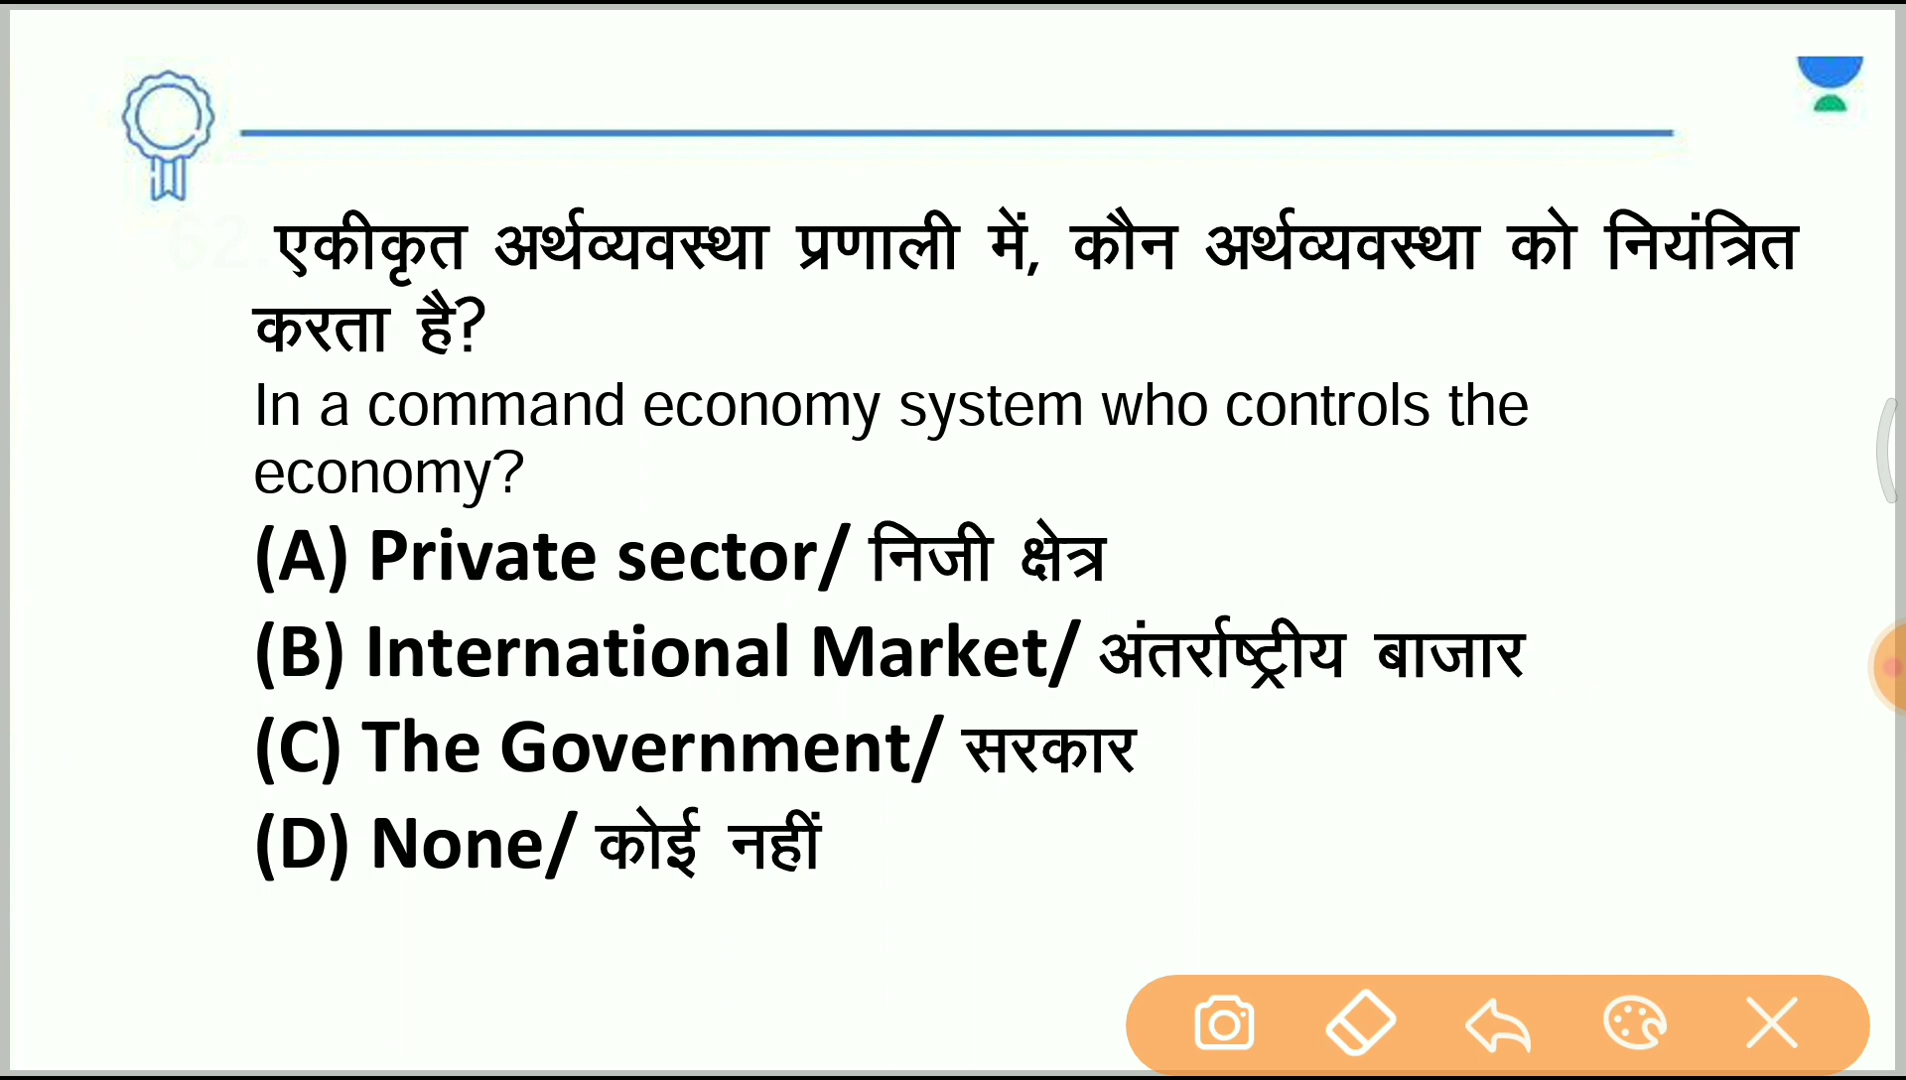 62. एकीकृत अर्थव्यवस्था प्रणाली में, कौन अर्थव्यवस्था को नियंत्रित
करता है?
In a command economy system who controls the
economy?
(A) Private sector/ निजी क्षेत्र
(B) International Market/ अंतर्राष्ट्रीय बाजार
(C) The Government/ सरकार
(D) None/ कोई नहीं